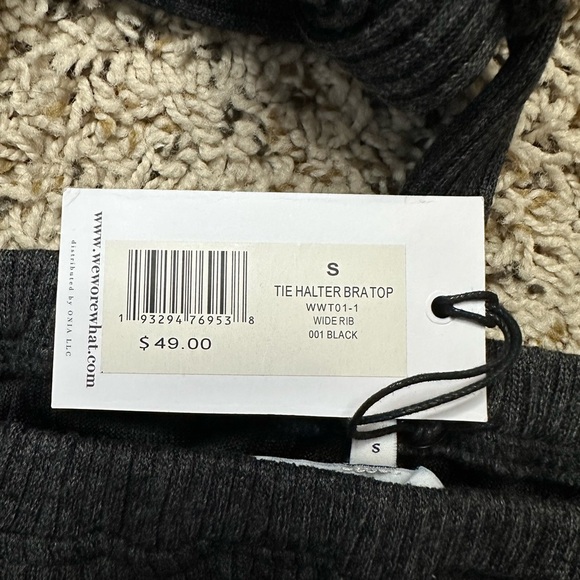 www.weworewhat.com
distributed by ONIA LLC
S
TIE HALTER BRA TOP
WWT01-1
WIDE RIB
001 BLACK
1 93294 76953 8
$ 49.00
S